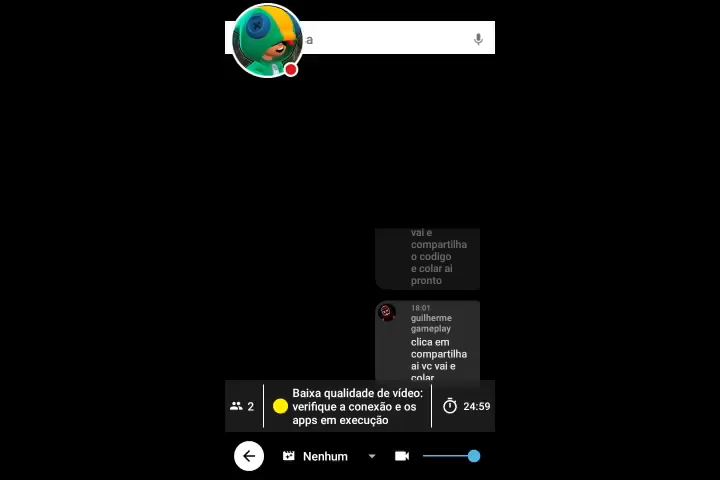 a
vai e
compartilha
o codigo
e colar ai
pronto
18:01
guilherme
gameplay
clica em
compartilha
ai vc vai e
colar
2
Baixa qualidade de vídeo:
verifique a conexão e os
apps em execução
24:59
Nenhum